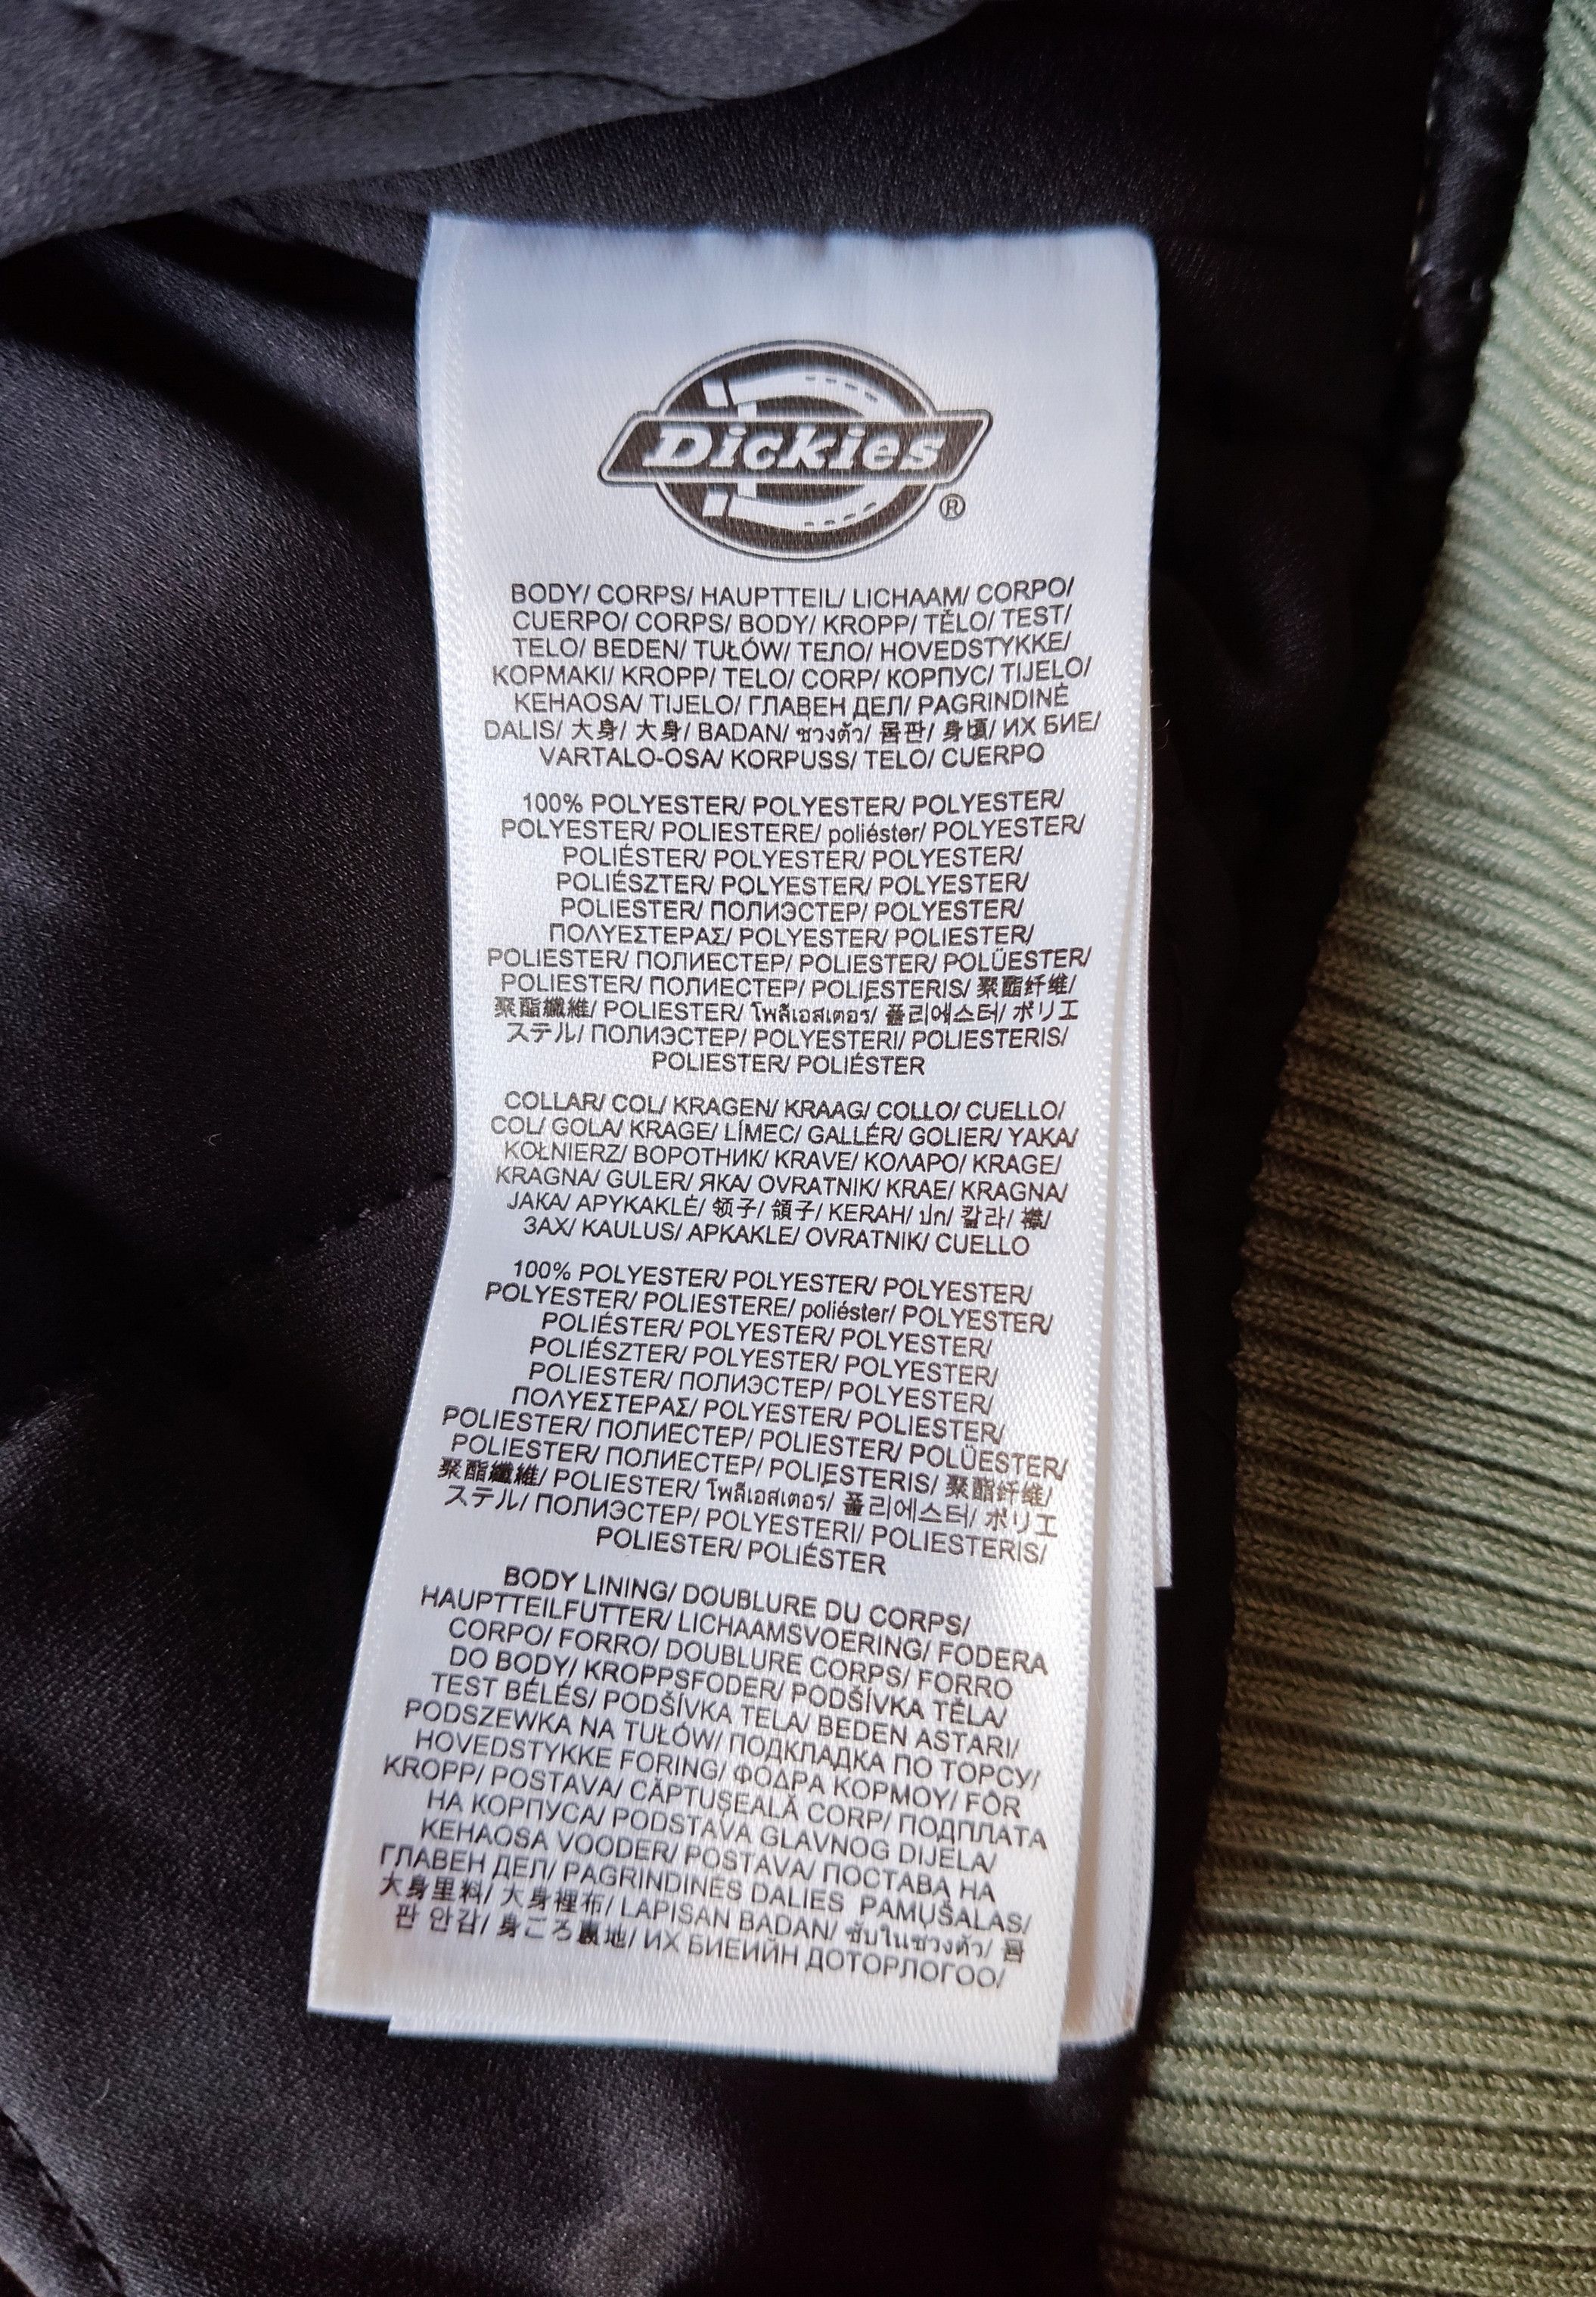 Dickies
®
BODY/ CORPS/ HAUPTTEIL/ LICHAAM/ CORPO/
CUERPO/ CORPS/ BODY/ KROPP/ TĚLO/ TEST/
TELO/ BEDEN/ TUŁÓW/ ТЕЛО/ HOVEDSTYKKE/
ΚΟΡΜΑΚΙ/ KROPP/ TELO/ CORP/ КОРПУС/ TIJELO/
KEHAOSA/ TIJELO/ ГЛАВЕН ДЕЛ/ PAGRINDINĖ
DALIS/ 大身/ 大身/ BADAN/ ช่วงตัว/ 몸판/ 身頃/ ИХ БИЕ/
VARTALO-OSA/ KORPUSS/ TELO/ CUERPO
100% POLYESTER/ POLYESTER/ POLYESTER/
POLYESTER/ POLIESTERE/ poliéster/ POLYESTER/
POLIÉSTER/ POLYESTER/ POLYESTER/
POLIÉSZTER/ POLYESTER/ POLYESTER/
POLIESTER/ ПОЛИЭСТЕР/ POLYESTER/
ΠΟΛΥΕΣΤΕΡΑΣ/ POLYESTER/ POLIESTER/
POLIESTER/ ПОЛИЕСТЕР/ POLIESTER/ POLÜESTER/
POLIESTER/ ПОЛИЕСТЕР/ POLIESTERIS/ 聚酯纤维/
聚酯纖維/ POLIESTER/ โพลีเอสเตอร์/ 폴리에스터/ ポリエ
ステル/ ПОЛИЭСТЕР/ POLYESTERI/ POLIESTERIS/
POLIESTER/ POLIÉSTER
COLLAR/ COL/ KRAGEN/ KRAAG/ COLLO/ CUELLO/
COL/ GOLA/ KRAGE/ LÍMEC/ GALLÉR/ GOLIER/ YAKA/
KOŁNIERZ/ ВОРОТНИК/ KRAVE/ ΚΟΛΑΡΟ/ KRAGE/
KRAGNA/ GULER/ ЯКА/ OVRATNIK/ KRAE/ KRAGNA/
JAKA/ APYKAKLĖ/ 领子/ 領子/ KERAH/ ปก/ 칼라/ 襟/
ЗАХ/ KAULUS/ APKAKLE/ OVRATNIK/ CUELLO
100% POLYESTER/ POLYESTER/ POLYESTER/
POLYESTER/ POLIESTERE/ poliéster/ POLYESTER/
POLIÉSTER/ POLYESTER/ POLYESTER/
POLIÉSZTER/ POLYESTER/ POLYESTER/
POLIESTER/ ПОЛИЭСТЕР/ POLYESTER/
ΠΟΛΥΕΣΤΕΡΑΣ/ POLYESTER/ POLIESTER/
POLIESTER/ ПОЛИЕСТЕР/ POLIESTER/ POLÜESTER/
POLIESTER/ ПОЛИЕСТЕР/ POLIESTERIS/ 聚酯纤维/
聚酯纖維/ POLIESTER/ โพลีเอสเตอร์/ 폴리에스터/ ポリエ
ステル/ ПОЛИЭСТЕР/ POLYESTERI/ POLIESTERIS/
POLIESTER/ POLIÉSTER
BODY LINING/ DOUBLURE DU CORPS/
HAUPTTEILFUTTER/ LICHAAMSVOERING/ FODERA
CORPO/ FORRO/ DOUBLURE CORPS/ FORRO
DO BODY/ KROPPSFODER/ PODŠÍVKA TĚLA/
TEST BÉLÉS/ PODŠÍVKA TELA/ BEDEN ASTARI/
PODSZEWKA NA TUŁÓW/ ПОДКЛАДКА ПО ТОРСУ/
HOVEDSTYKKE FORING/ ΦΟΔΡΑ ΚΟΡΜΟΥ/ FÔR
KROPP/ POSTAVA/ CĂPTUȘEALĂ CORP/ ПОДПЛАТА
НА КОРПУСА/ PODSTAVA GLAVNOG DIJELA/
KEHAOSA VOODER/ POSTAVA/ ПОСТАВА НА
ГЛАВЕН ДЕЛ/ PAGRINDINĖS DALIES PAMUŠALAS/
大身里料/ 大身裡布/ LAPISAN BADAN/ ซับในช่วงตัว/ 몸
판 안감/ 身ごろ裏地/ ИХ БИЕИЙН ДОТОРЛОГОО/